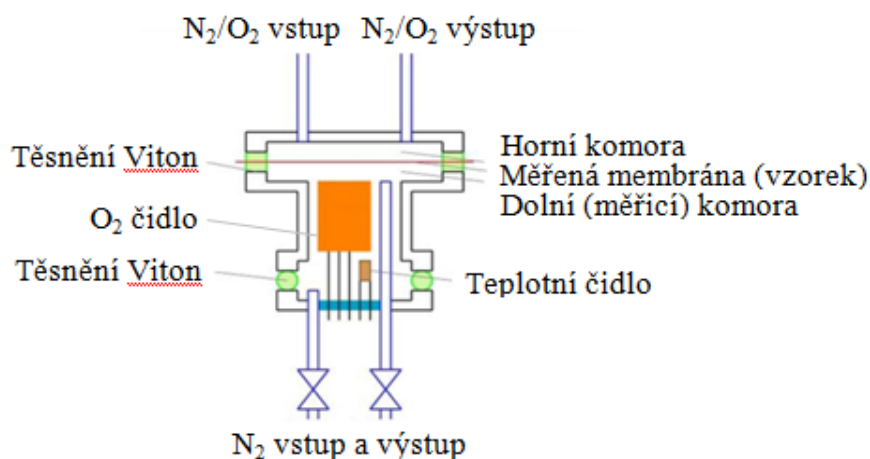 N₂/O₂ vstup N₂/O₂ výstup
Těsnění Viton
Horní komora
Měřená membrána (vzorek)
Dolní (měřicí) komora
O₂ čidlo
Těsnění Viton
Teplotní čidlo
N₂ vstup a výstup